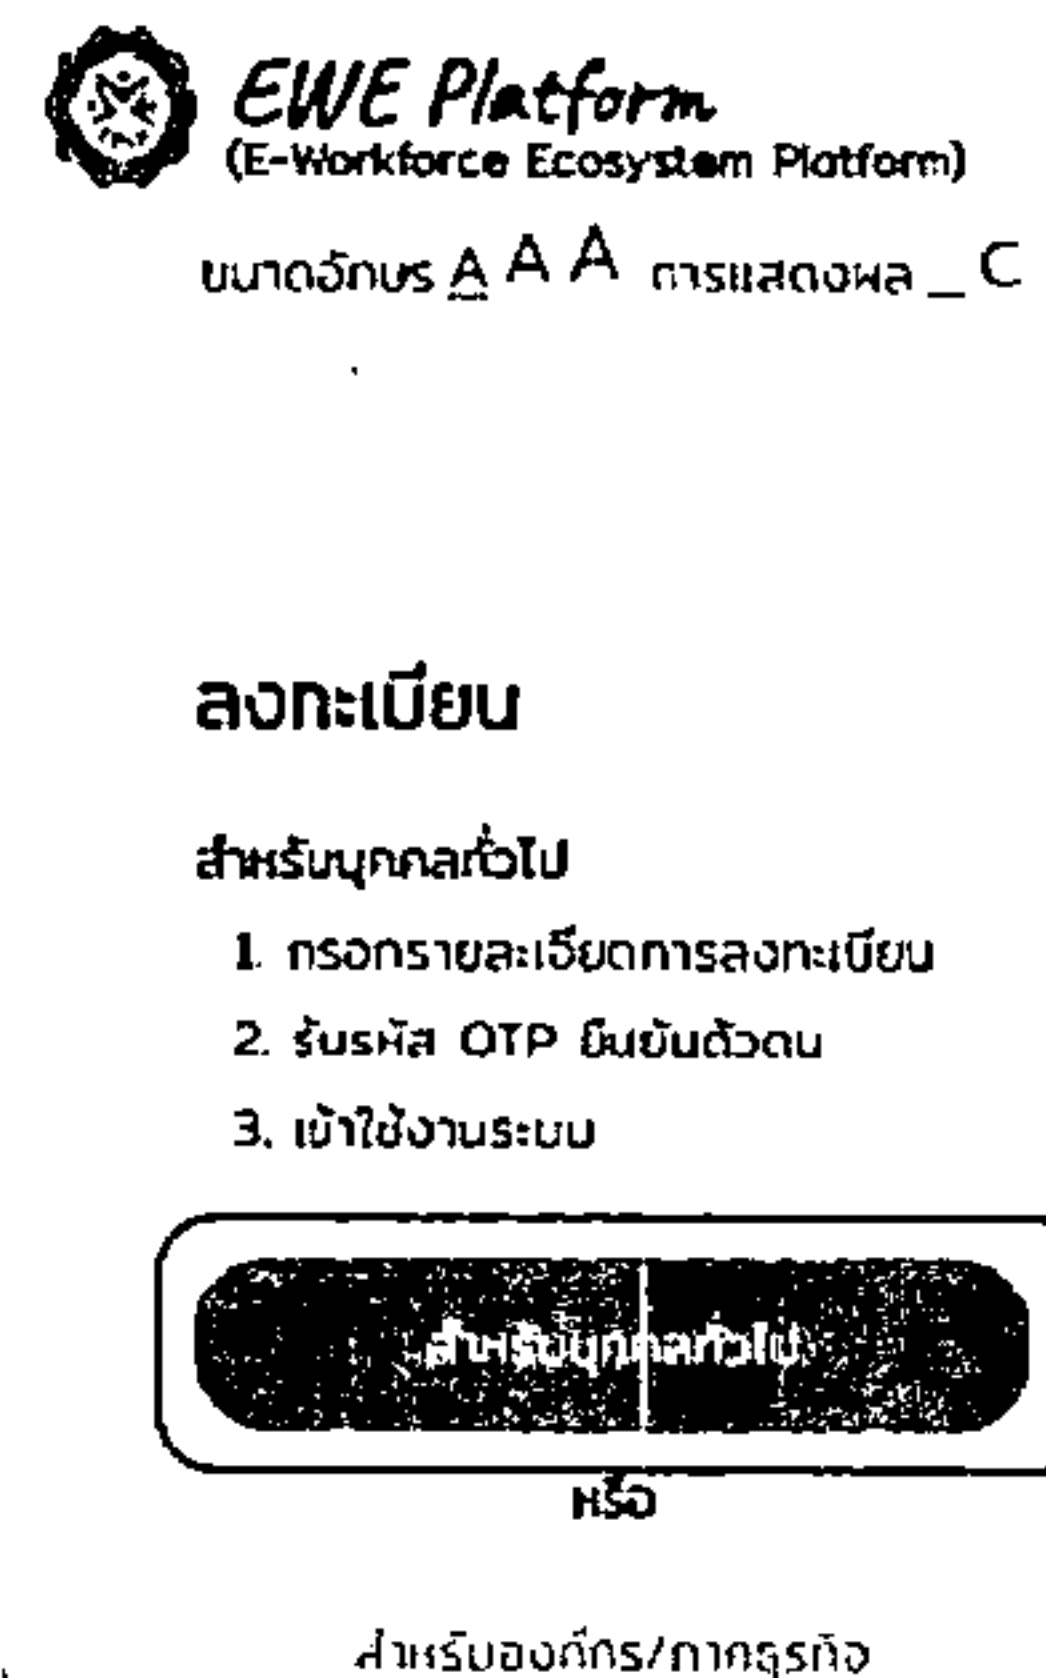 EWE Platform
(E-Workforce Ecosystem Platform)
ขนาดอักษร A A A การแสดงผล _ C
ลงทะเบียน
สำหรับบุคคลทั่วไป
1. กรอกรายละเอียดการลงทะเบียน
2. รับรหัส OTP ยืนยันตัวตน
3. เข้าใช้งานระบบ
สำหรับบุคคลทั่วไป
หรือ
สำหรับองค์กร/ภาคธุรกิจ